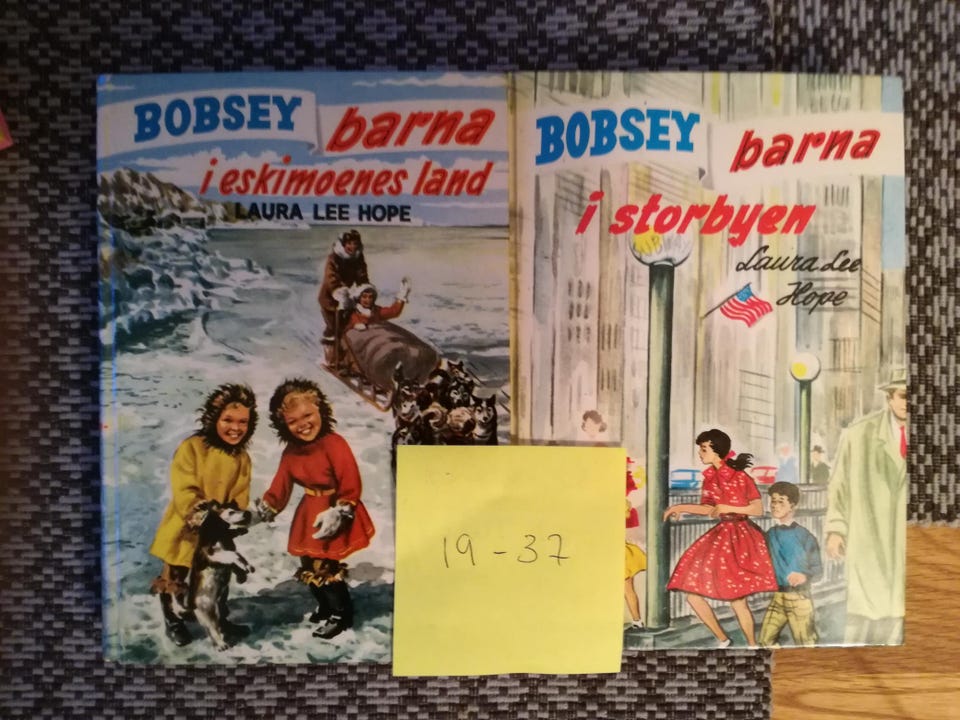 BOBSEY barna
i eskimoenes land
LAURA LEE HOPE
BOBSEY barna
i storbyen
Laura Lee
Hope
19-37